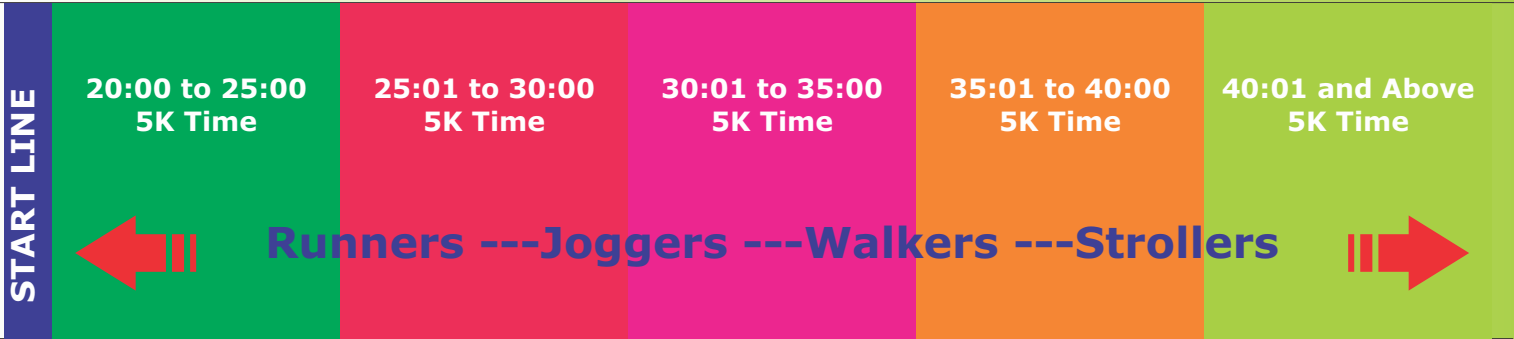 START LINE
20:00 to 25:00
5K Time
25:01 to 30:00
5K Time
30:01 to 35:00
5K Time
35:01 to 40:00
5K Time
40:01 and Above
5K Time
Runners ---Joggers ---Walkers ---Strollers